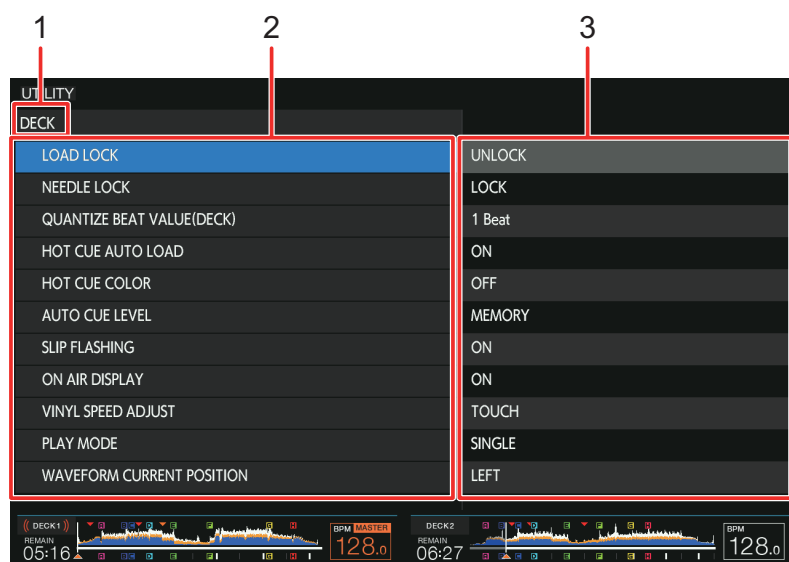 1 2 3
UTILITY
DECK
LOAD LOCK UNLOCK
NEEDLE LOCK LOCK
QUANTIZE BEAT VALUE(DECK) 1 Beat
HOT CUE AUTO LOAD ON
HOT CUE COLOR OFF
AUTO CUE LEVEL MEMORY
SLIP FLASHING ON
ON AIR DISPLAY ON
VINYL SPEED ADJUST TOUCH
PLAY MODE SINGLE
WAVEFORM CURRENT POSITION LEFT
DECK1 BPM MASTER DECK2 BPM
REMAIN REMAIN
05:16 128.0 06:27 128.0